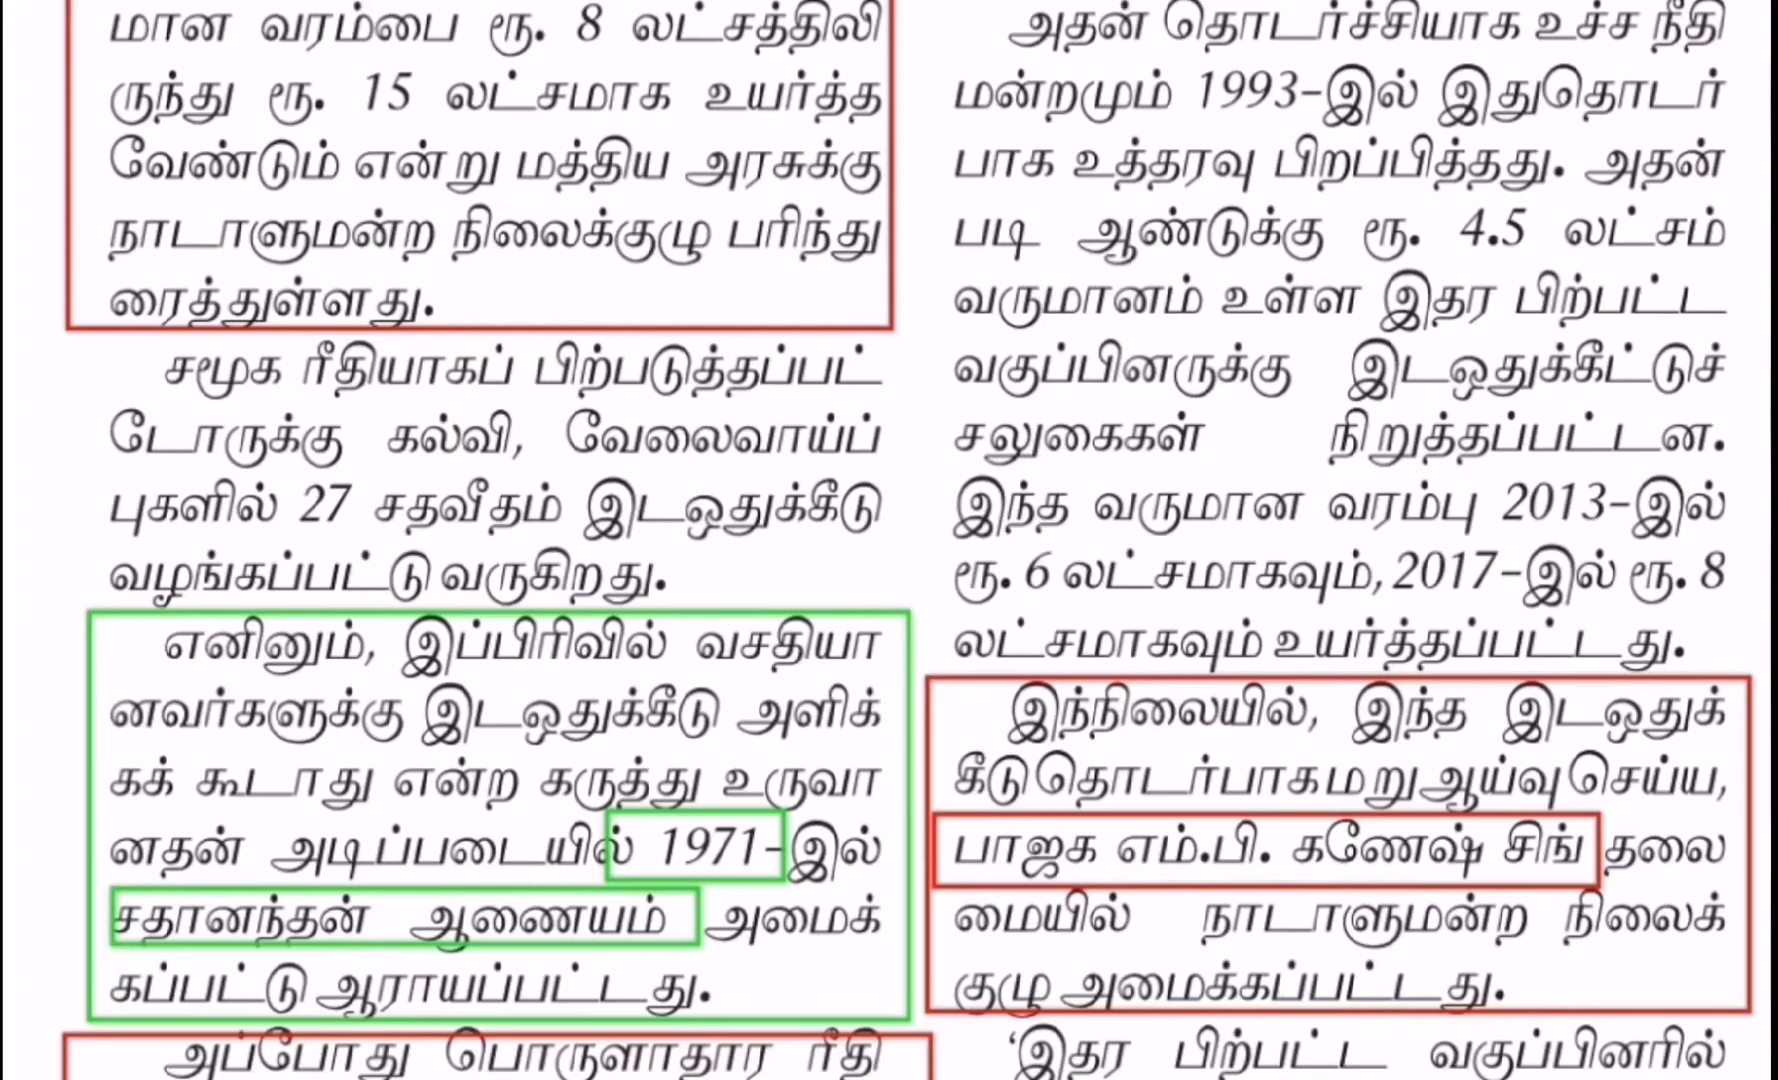 மான வரம்பை ரூ. 8 லட்சத்திலி
ருந்து ரூ. 15 லட்சமாக உயர்த்த
வேண்டும் என்று மத்திய அரசுக்கு
நாடாளுமன்ற நிலைக்குழு பரிந்து
ரைத்துள்ளது.
சமூக ரீதியாகப் பிற்படுத்தப்பட்
டோருக்கு கல்வி, வேலைவாய்ப்
புகளில் 27 சதவீதம் இடஒதுக்கீடு
வழங்கப்பட்டு வருகிறது.
எனினும், இப்பிரிவில் வசதியா
னவர்களுக்கு இடஒதுக்கீடு அளிக்
கக் கூடாது என்ற கருத்து உருவா
னதன் அடிப்படையில் 1971-இல்
சதானந்தன் ஆணையம் அமைக்
கப்பட்டு ஆராயப்பட்டது.
அப்போது பொருளாதார ரீதி
அதன் தொடர்ச்சியாக உச்ச நீதி
மன்றமும் 1993-இல் இதுதொடர்
பாக உத்தரவு பிறப்பித்தது. அதன்
படி ஆண்டுக்கு ரூ. 4.5 லட்சம்
வருமானம் உள்ள இதர பிற்பட்ட
வகுப்பினருக்கு இடஒதுக்கீட்டுச்
சலுகைகள் நிறுத்தப்பட்டன.
இந்த வருமான வரம்பு 2013-இல்
ரூ. 6 லட்சமாகவும், 2017-இல் ரூ. 8
லட்சமாகவும் உயர்த்தப்பட்டது.
இந்நிலையில், இந்த இடஒதுக்
கீடு தொடர்பாக மறு ஆய்வு செய்ய,
பாஜக எம்.பி. கணேஷ் சிங் தலை
மையில் நாடாளுமன்ற நிலைக்
குழு அமைக்கப்பட்டது.
'இதர பிற்பட்ட வகுப்பினரில்